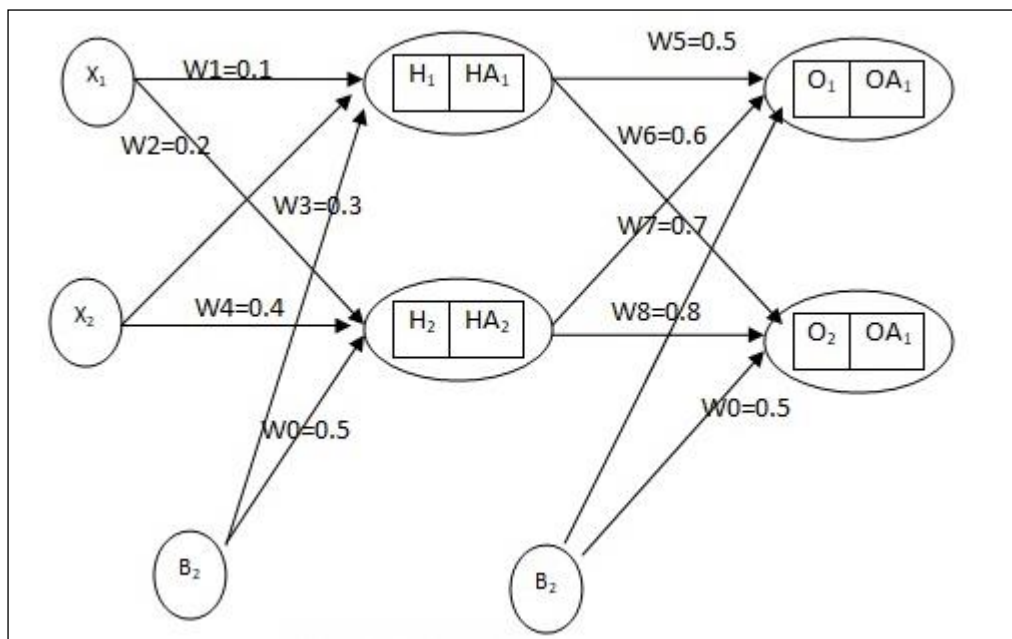 X₁
W1=0.1
H₁ HA₁
W5=0.5
O₁ OA₁
W2=0.2
W6=0.6
W3=0.3
W7=0.7
X₂
W4=0.4
H₂ HA₂
W8=0.8
O₂ OA₁
W0=0.5
W0=0.5
B₂
B₂